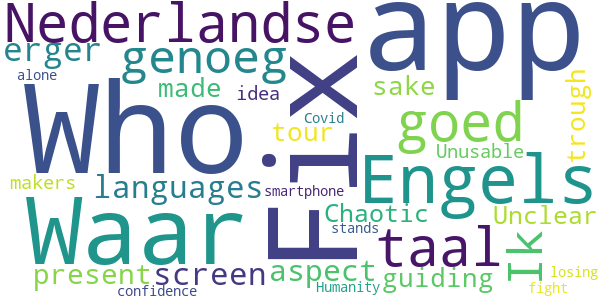 Nederlandse
app
erger
genoeg
Fix
alone
made
idea
sake
Who
Covid
goed
tour
trough
Unusable
Engels
makers
languages
smartphone
Waar
Chaotic
Unclear
stands
taal
Ik
present
screen
aspect
guiding
losing
confidence
Humanity
fight